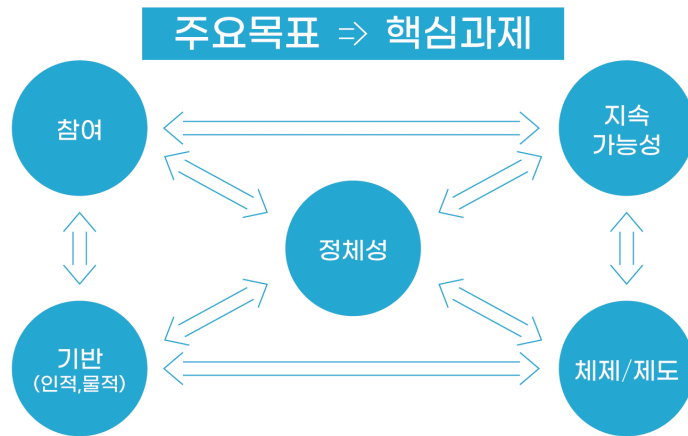 주요목표 ⇒ 핵심과제
참여
지속
가능성
정체성
기반
(인적,물적)
체제/제도